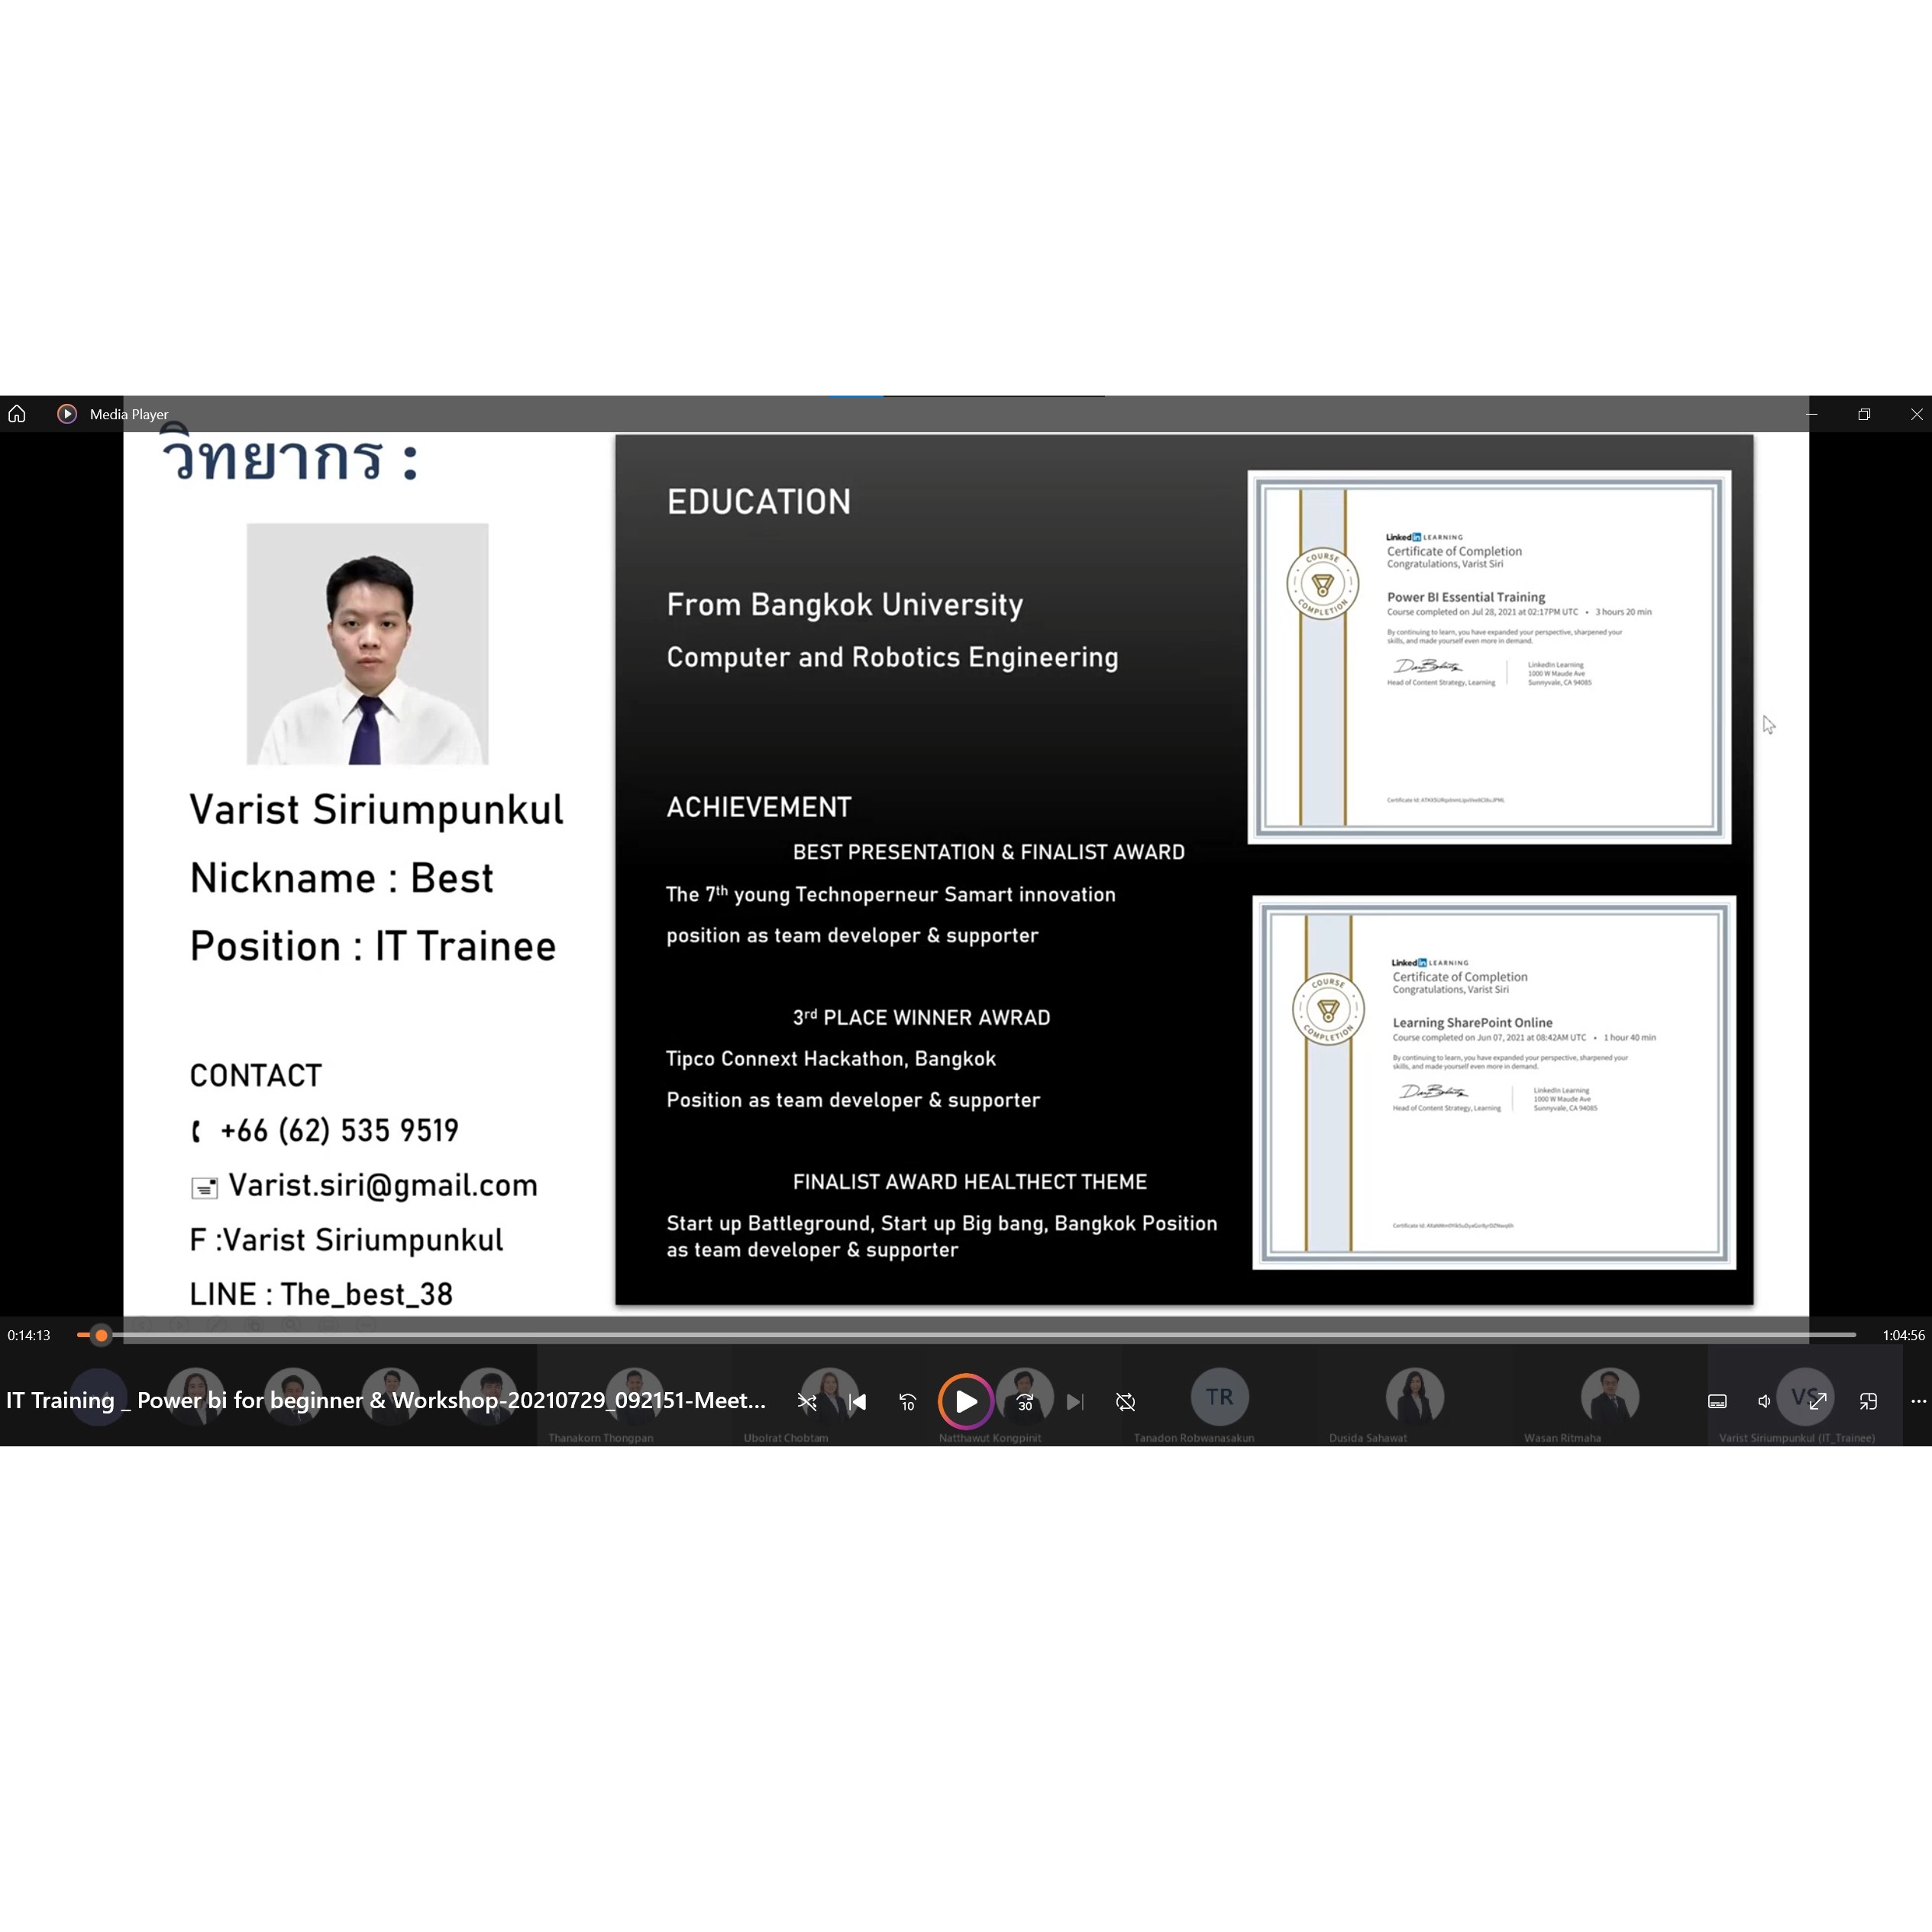 Media Player
วิทยากร :
Varist Siriumpunkul
Nickname : Best
Position : IT Trainee
CONTACT
+66 (62) 535 9519
Varist.siri@gmail.com
F :Varist Siriumpunkul
LINE : The_best_38
EDUCATION
From Bangkok University
Computer and Robotics Engineering
ACHIEVEMENT
BEST PRESENTATION & FINALIST AWARD
The 7th young Technoperneur Samart innovation
position as team developer & supporter
3rd PLACE WINNER AWRAD
Tipco Connext Hackathon, Bangkok
Position as team developer & supporter
FINALIST AWARD HEALTHECT THEME
Start up Battleground, Start up Big bang, Bangkok Position
as team developer & supporter
COURSE
COMPLETION
Linked in LEARNING
Certificate of Completion
Congratulations, Varist Siri
Power BI Essential Training
Course completed on Jul 28, 2021 at 02:17PM UTC • 3 hours 20 min
By continuing to learn, you have expanded your perspective, sharpened your
skills, and made yourself even more in demand.
Head of Content Strategy, Learning
LinkedIn Learning
1000 W Maude Ave
Sunnyvale, CA 94085
Certificate Id:
COURSE
COMPLETION
Linked in LEARNING
Certificate of Completion
Congratulations, Varist Siri
Learning SharePoint Online
Course completed on Jun 07, 2021 at 08:42AM UTC • 1 hour 40 min
By continuing to learn, you have expanded your perspective, sharpened your
skills, and made yourself even more in demand.
Head of Content Strategy, Learning
LinkedIn Learning
1000 W Maude Ave
Sunnyvale, CA 94085
Certificate Id:
0:14:13
1:04:56
IT Training _ Power bi for beginner & Workshop-20210729_092151-Meet...
10
30
TR
VS
Thanakorn Thongpan
Ubolrat Chobtam
Natthawut Kongpinit
Tanadon Robwanasakun
Dusida Sahawat
Wasan Ritmaha
Varist Siriumpunkul (IT_Trainee)